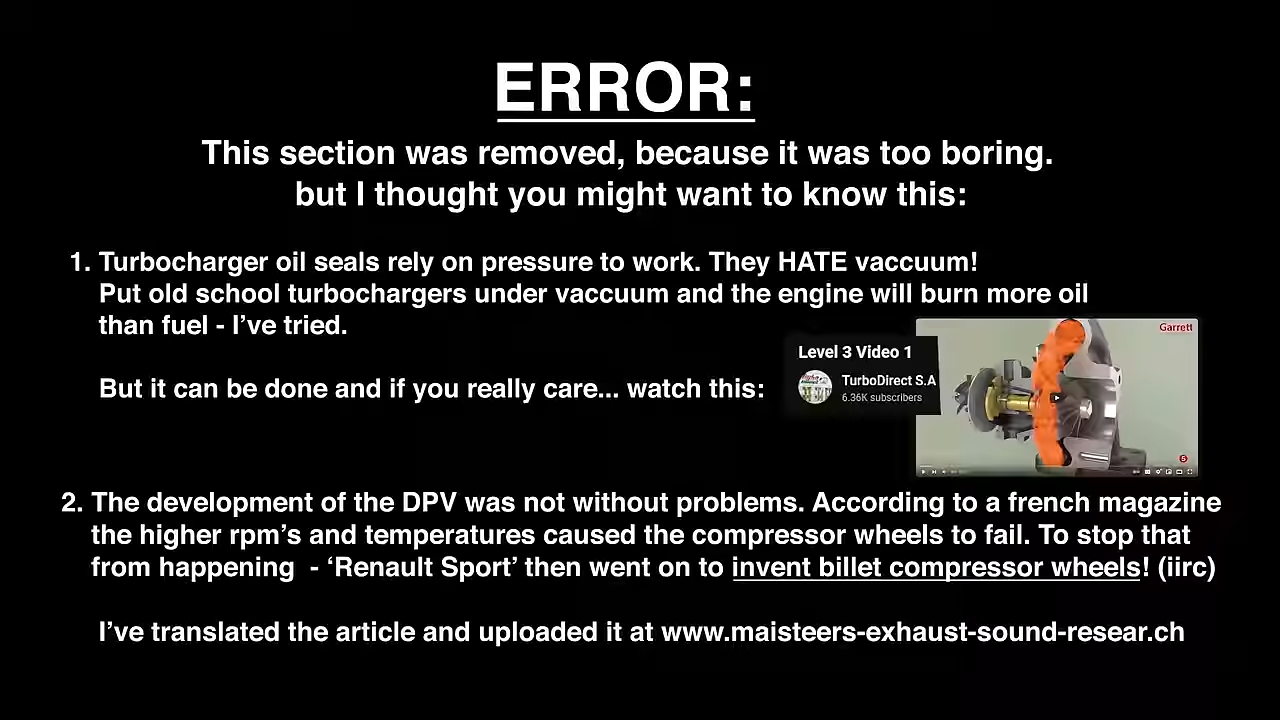 ERROR:
This section was removed, because it was too boring.
but I thought you might want to know this:
1. Turbocharger oil seals rely on pressure to work. They HATE vaccuum!
Put old school turbochargers under vaccuum and the engine will burn more oil
than fuel - I've tried.
Garrett
Level 3 Video 1
TurboDirect S.A
6.36K subscribers
But it can be done and if you really care... watch this:
2. The development of the DPV was not without problems. According to a french magazine
the higher rpm's and temperatures caused the compressor wheels to fail. To stop that
from happening - ‘Renault Sport’ then went on to invent billet compressor wheels! (iirc)
I've translated the article and uploaded it at www.maisteers-exhaust-sound-resear.ch